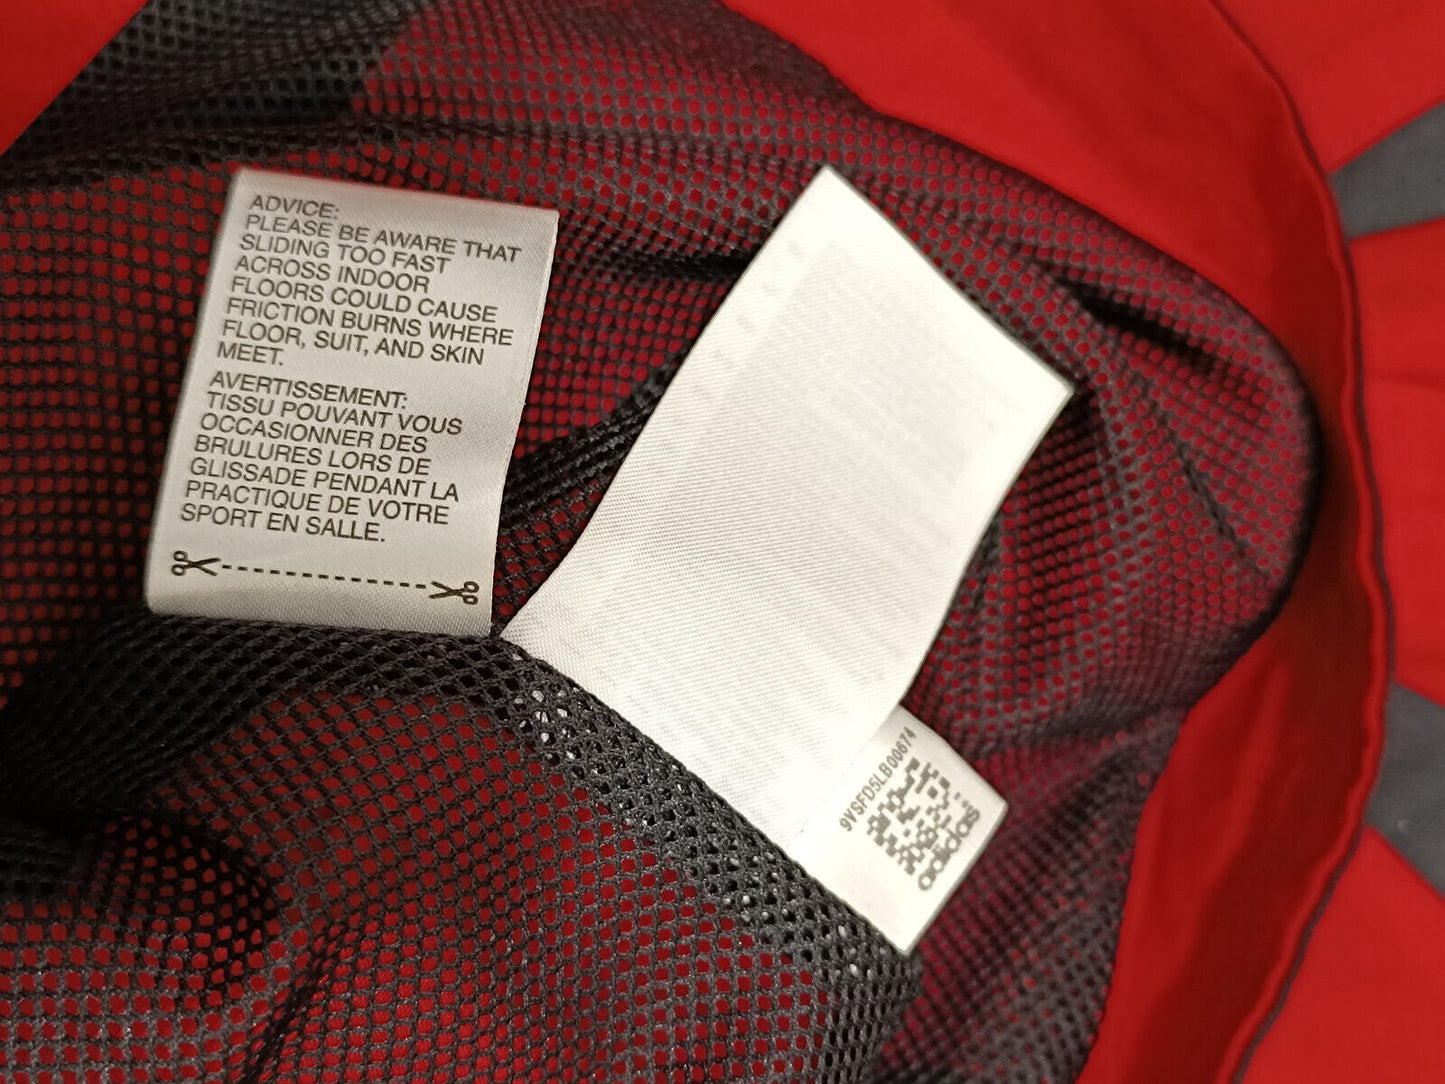 ADVICE:
PLEASE BE AWARE THAT
SLIDING TOO FAST
ACROSS INDOOR
FLOORS COULD CAUSE
FRICTION BURNS WHERE
FLOOR, SUIT, AND SKIN
MEET.
AVERTISSEMENT:
TISSU POUVANT VOUS
OCCASIONNER DES
BRULURES LORS DE
GLISSADE PENDANT LA
PRACTIQUE DE VOTRE
SPORT EN SALLE.
9VSFD5LB00674
adidas